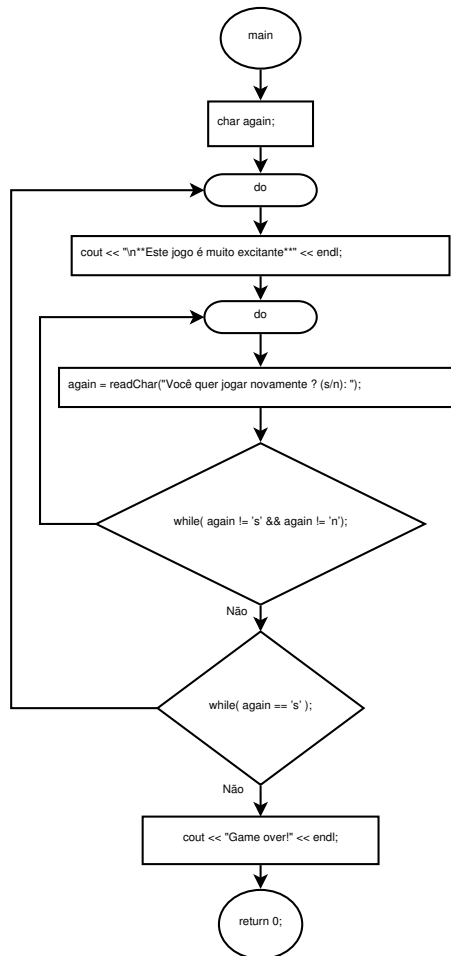 main
char again;
do
cout << "\n**Este jogo é muito excitante**" << endl;
do
again = readChar("Você quer jogar novamente ? (s/n): ");
while( again != 's' && again != 'n');
Não
while( again == 's' );
Não
cout << "Game over!" << endl;
return 0;